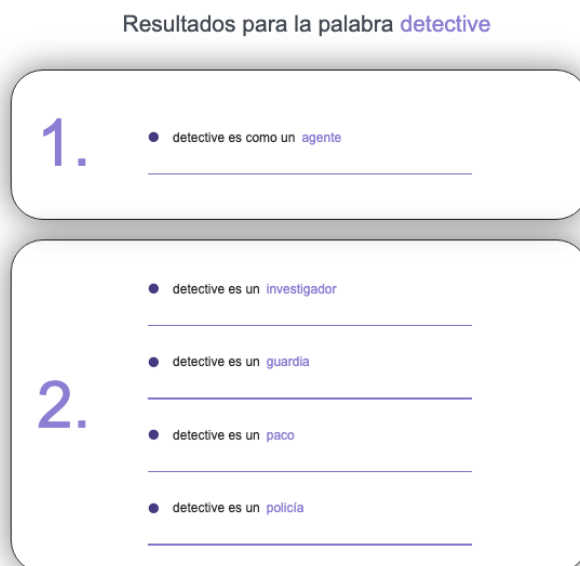 Resultados para la palabra detective
1.
detective es como un agente
2.
detective es un investigador
detective es un guardia
detective es un paco
detective es un policía